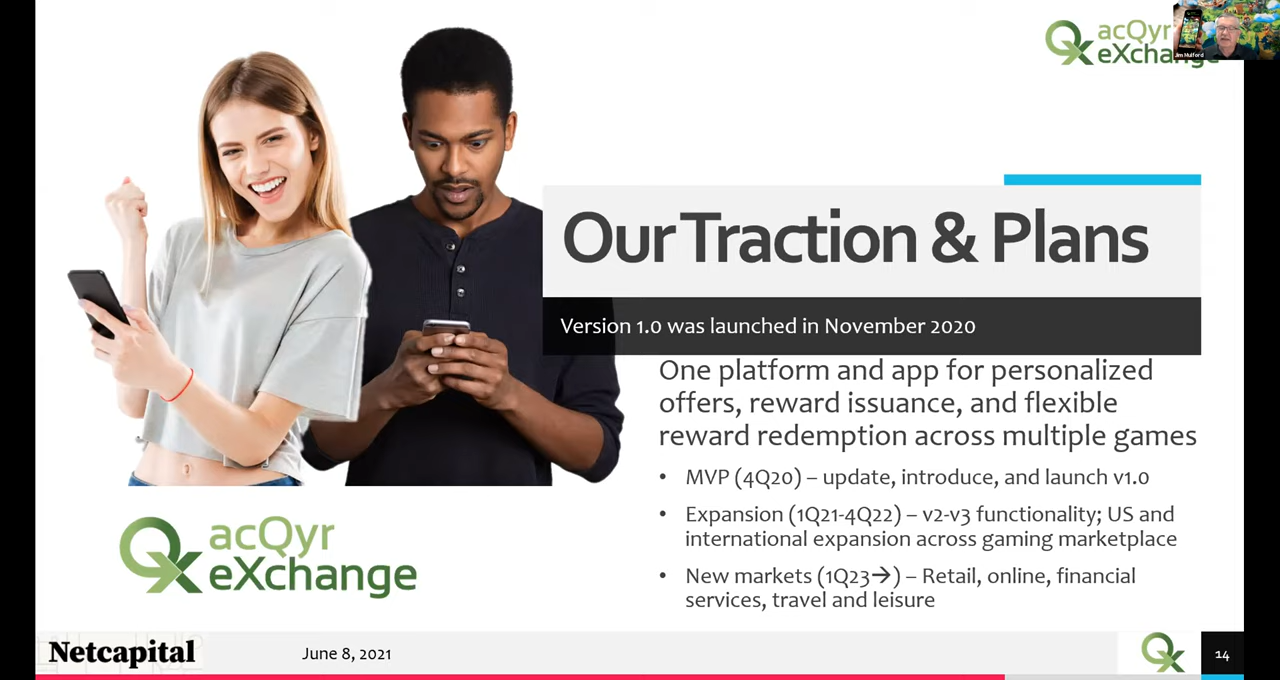 acQyr
eXchange
Jim Mulford
Our Traction & Plans
Version 1.0 was launched in November 2020
One platform and app for personalized
offers, reward issuance, and flexible
reward redemption across multiple games
• MVP (4Q20) – update, introduce, and launch v1.0
• Expansion (1Q21-4Q22) – v2-v3 functionality; US and
international expansion across gaming marketplace
• New markets (1Q23→) – Retail, online, financial
services, travel and leisure
acQyr
eXchange
Netcapital
June 8, 2021
14